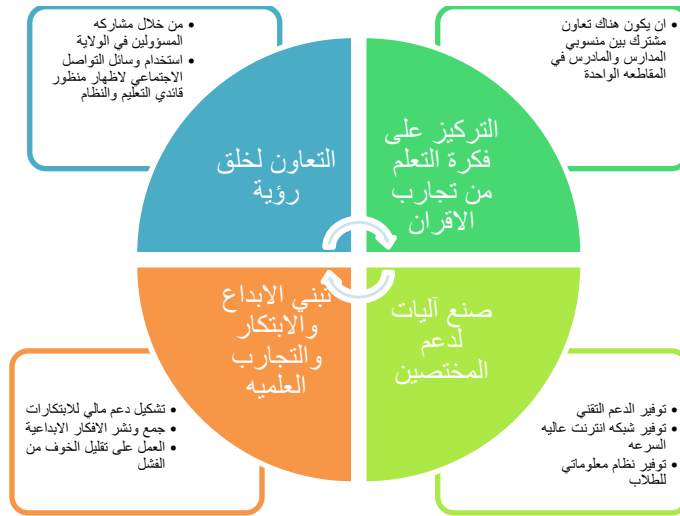 ان يكون هناك تعاون
مشترك بين منسوبي
المدارس والمادرس في
المقاطعه الواحدة
من خلال مشاركه
المسؤولين في الولاية
استخدام وسائل التواصل
الاجتماعي لاظهار منظور
قائدي التعليم والنظام
التركيز على
فكرة التعلم
من تجارب
الاقران
التعاون لخلق
رؤية
صنع آليات
لدعم
المختصين
تبني الابداع
والابتكار
والتجارب
العلميه
توفير الدعم التقني
توفير شبكه انترنت عاليه
السرعه
توفير نظام معلوماتي
للطلاب
تشكيل دعم مالي للابتكارات
جمع ونشر الافكار الابداعية
العمل على تقليل الخوف من
الفشل